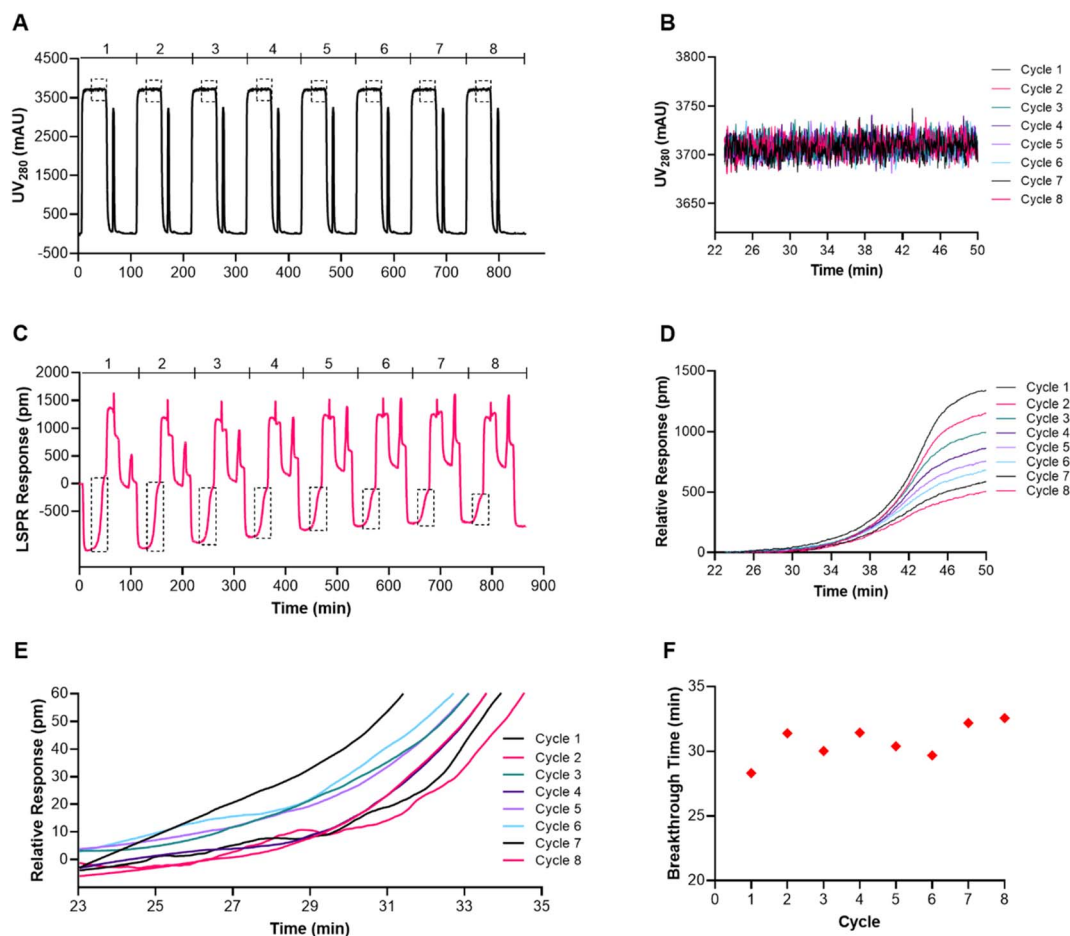 A
1 2 3 4 5 6 7 8
4500
3500
2500
1500
500
-500
UV280 (mAU)
0 100 200 300 400 500 600 700 800
B
3800
3750
3700
3650
UV280 (mAU)
22 26 30 34 38 42 46 50
Time (min)
Cycle 1
Cycle 2
Cycle 3
Cycle 4
Cycle 5
Cycle 6
Cycle 7
Cycle 8
C
1 2 3 4 5 6 7 8
2000
1500
1000
500
0
-500
LSPR Response (pm)
0 100 200 300 400 500 600 700 800 900
Time (min)
D
1500
1000
500
0
Relative Response (pm)
22 26 30 34 38 42 46 50
Time (min)
Cycle 1
Cycle 2
Cycle 3
Cycle 4
Cycle 5
Cycle 6
Cycle 7
Cycle 8
E
60
50
40
30
20
10
0
Relative Response (pm)
23 25 27 29 31 33 35
Time (min)
Cycle 1
Cycle 2
Cycle 3
Cycle 4
Cycle 5
Cycle 6
Cycle 7
Cycle 8
F
35
30
25
20
Breakthrough Time (min)
0 1 2 3 4 5 6 7 8
Cycle